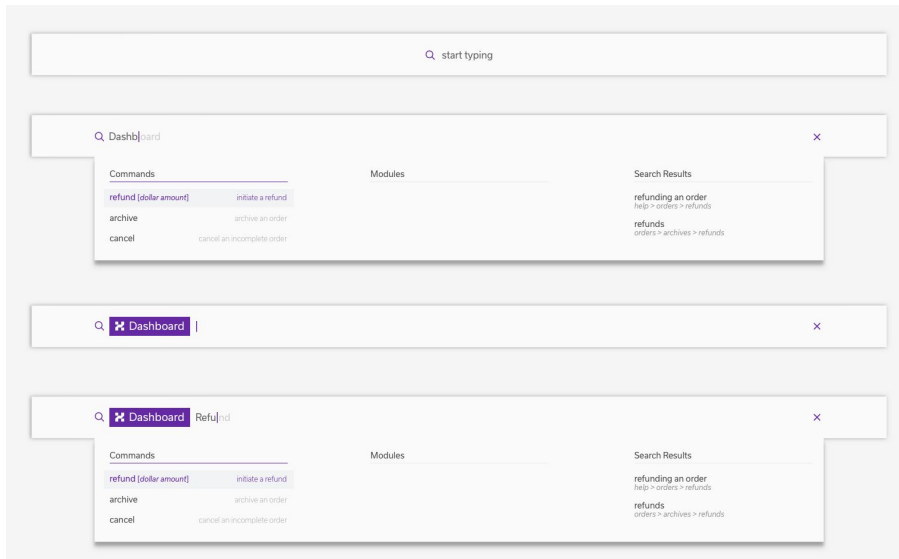 start typing
Dashboard
Commands Modules Search Results
refund [dollar amount] initiate a refund refunding an order
help > orders > refunds
archive archive an order refunds
orders > archives > refunds
cancel cancel an incomplete order
Dashboard
Dashboard Refund
Commands Modules Search Results
refund [dollar amount] initiate a refund refunding an order
help > orders > refunds
archive archive an order refunds
orders > archives > refunds
cancel cancel an incomplete order